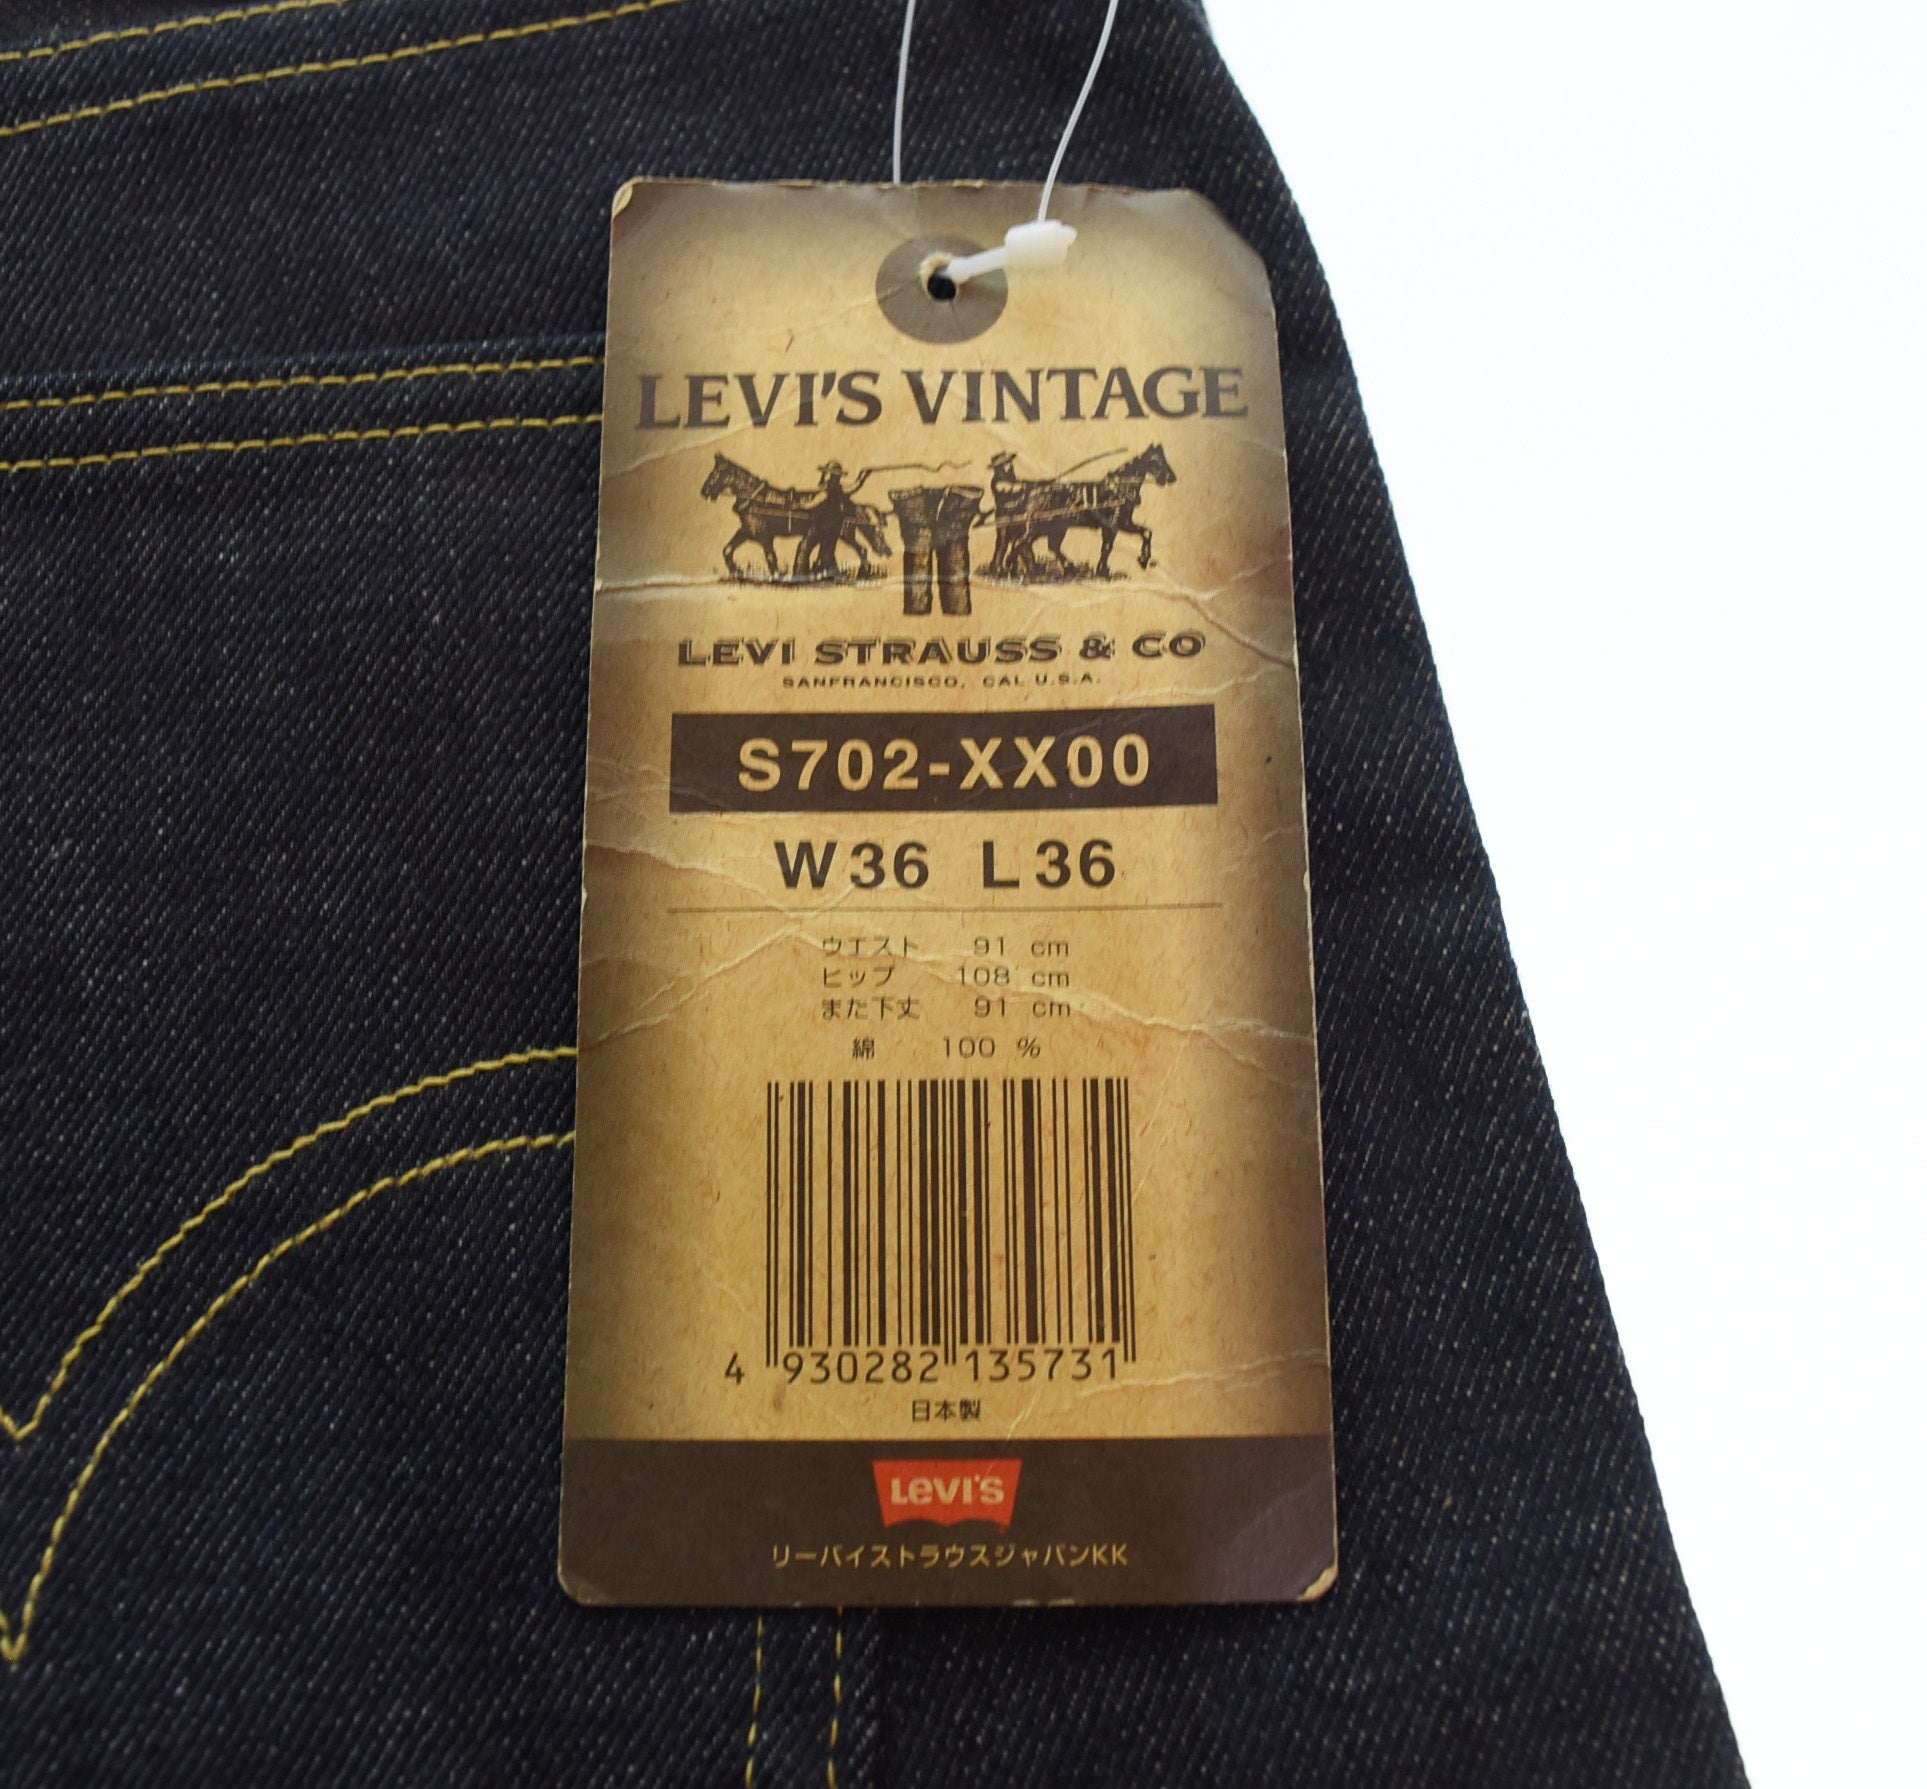 LEVI'S VINTAGE
LEVI STRAUSS & CO
SANFRANCISCO, CAL U.S.A.
S702-XX00
W36 L36
ウエスト 91 cm
ヒップ 108 cm
また下丈 91 cm
綿 100 %
4 930282 135731
日本製
Levi's
リーバイストラウスジャパンKK